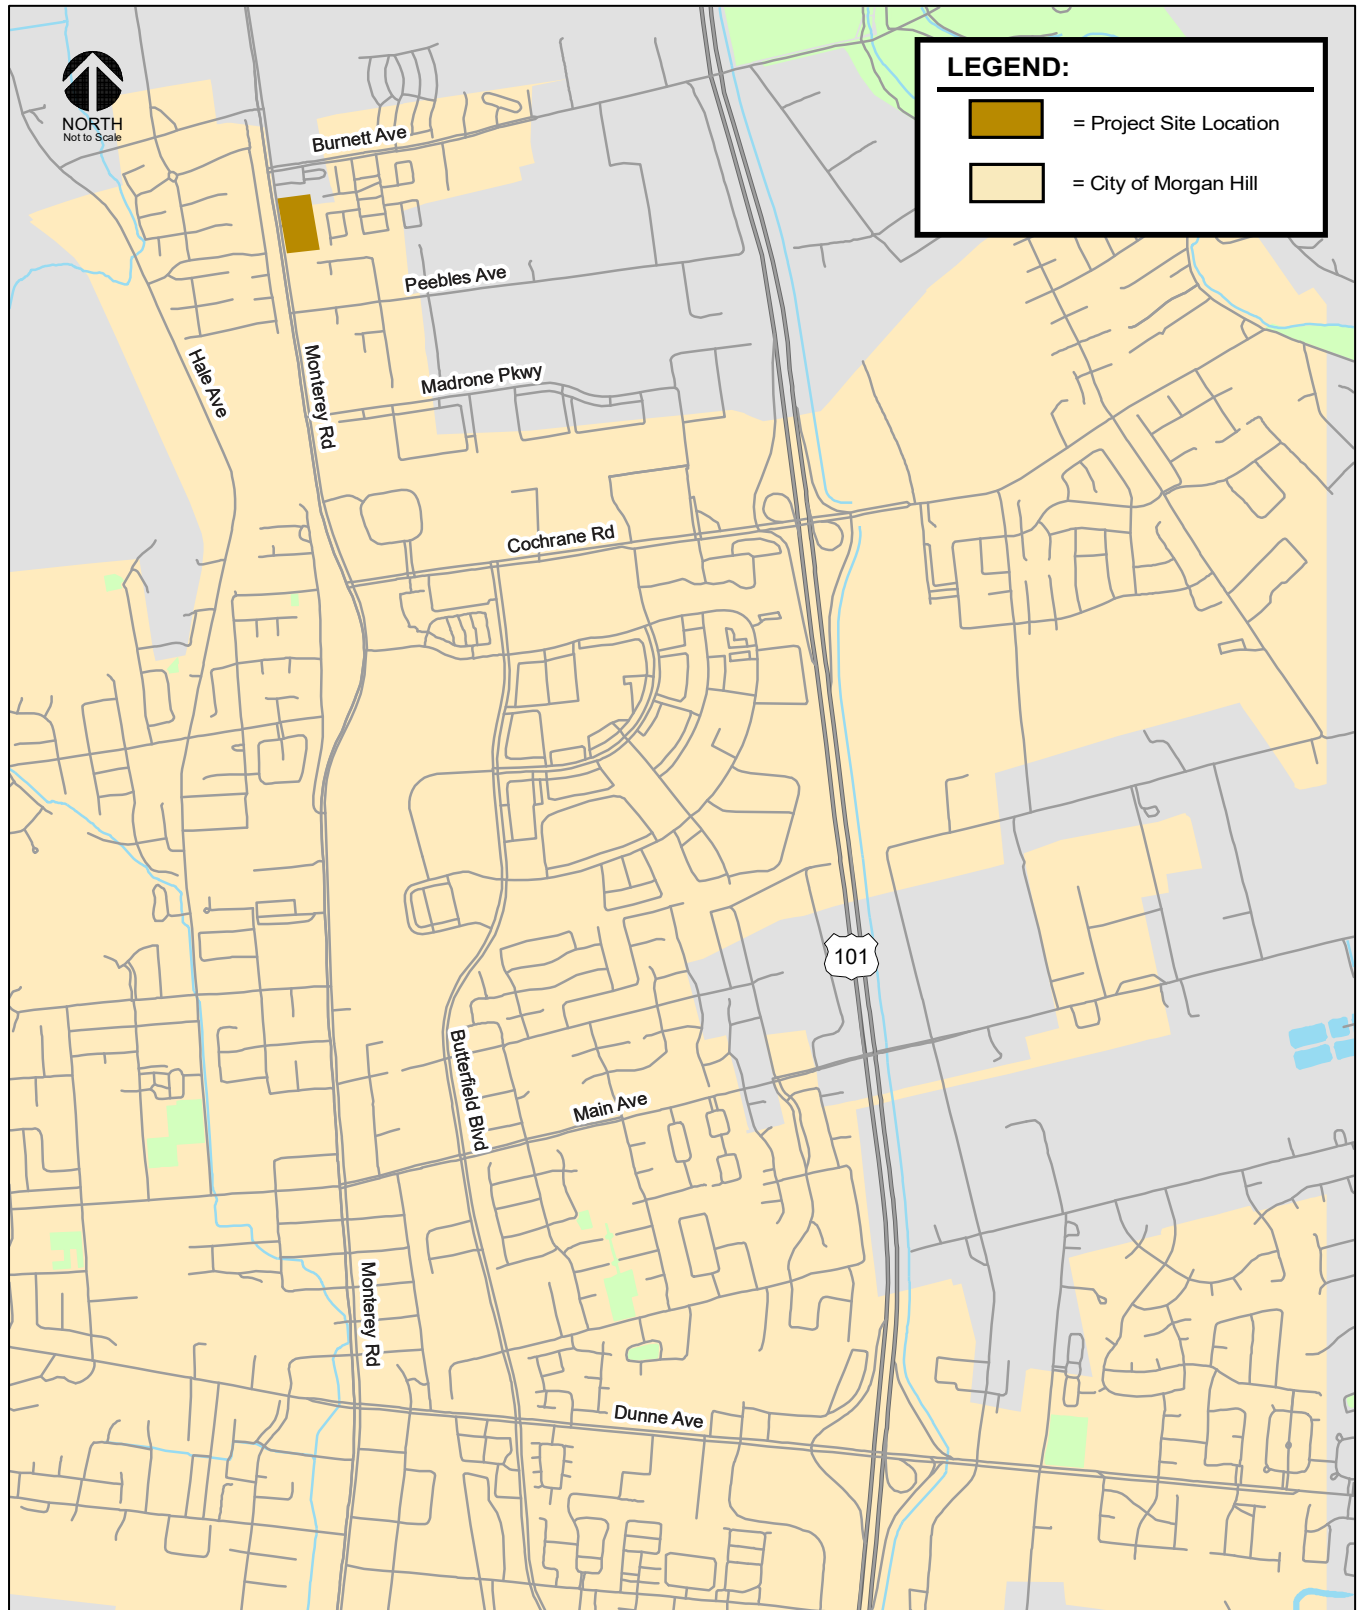 LEGEND:
= Project Site Location
= City of Morgan Hill
NORTH
Not to Scale
Burnett Ave
Peebles Ave
Hale Ave
Monterey Rd
Madrone Pkwy
Cochrane Rd
101
Butterfield Blvd
Main Ave
Monterey Rd
Dunne Ave